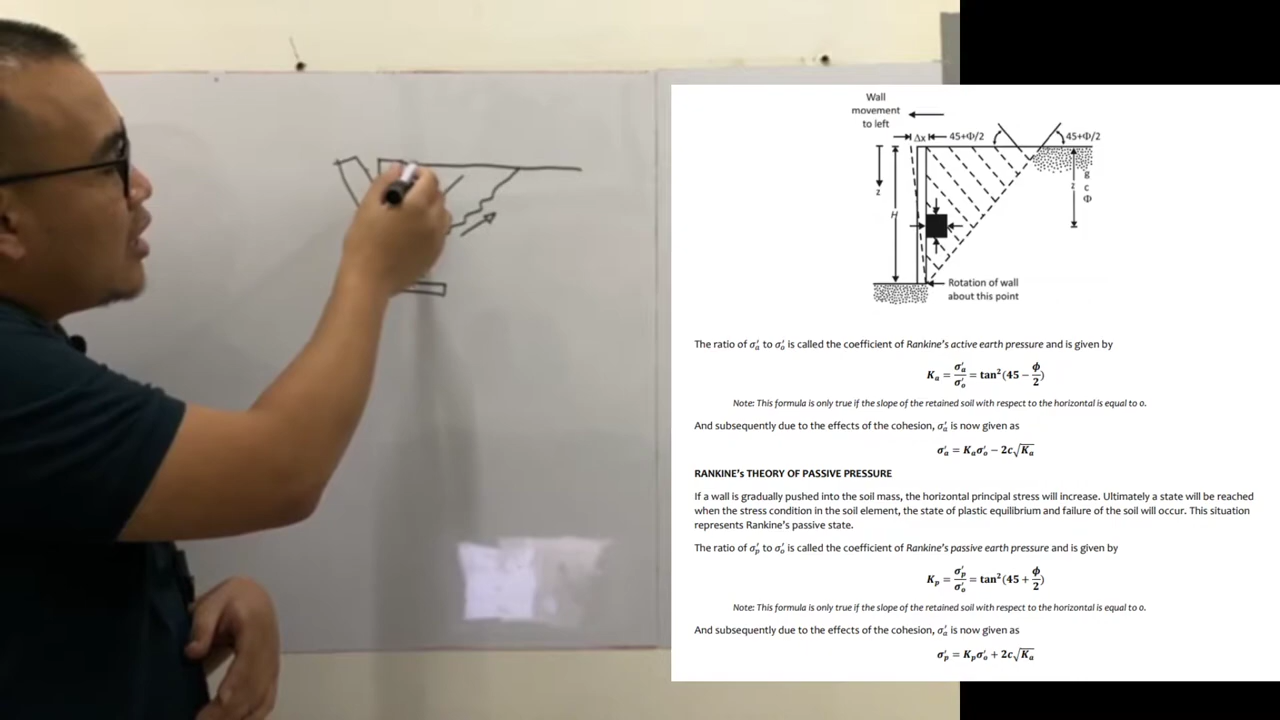 Wall
movement
to left
Δx
45+Φ/2
45+Φ/2
z
H
z
g
c
Φ
Rotation of wall
about this point
The ratio of σ′ₐ to σ′ₒ is called the coefficient of Rankine's active earth pressure and is given by
Kₐ = σ′ₐ/σ′ₒ = tan²(45 − ϕ/2)
Note: This formula is only true if the slope of the retained soil with respect to the horizontal is equal to 0.
And subsequently due to the effects of the cohesion, σ′ₐ is now given as
σ′ₐ = Kₐσ′ₒ − 2c√Kₐ
RANKINE's THEORY OF PASSIVE PRESSURE
If a wall is gradually pushed into the soil mass, the horizontal principal stress will increase. Ultimately a state will be reached
when the stress condition in the soil element, the state of plastic equilibrium and failure of the soil will occur. This situation
represents Rankine's passive state.
The ratio of σ′ₚ to σ′ₒ is called the coefficient of Rankine's passive earth pressure and is given by
Kₚ = σ′ₚ/σ′ₒ = tan²(45 + ϕ/2)
Note: This formula is only true if the slope of the retained soil with respect to the horizontal is equal to 0.
And subsequently due to the effects of the cohesion, σ′ₐ is now given as
σ′ₚ = Kₚσ′ₒ + 2c√Kₐ